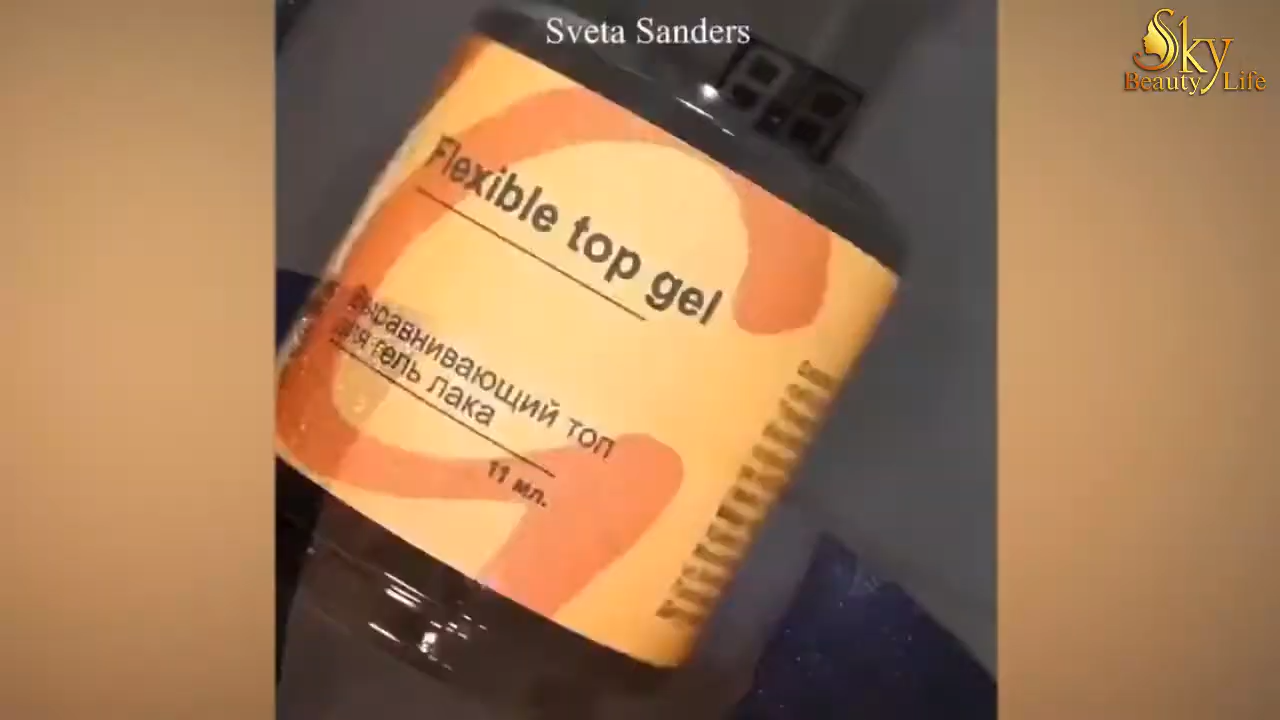 Sveta Sanders
Sky
Beauty Life
Flexible top gel
Выравнивающий топ
для гель лака
11 мл.